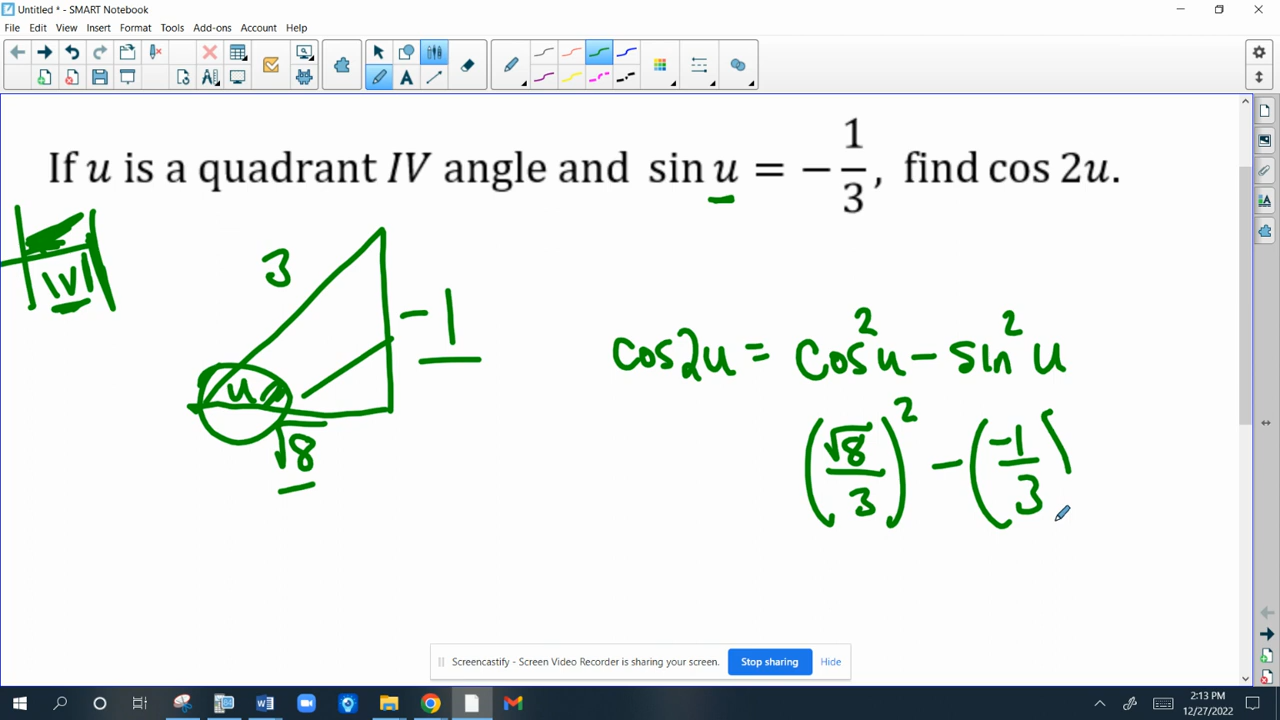 Untitled * - SMART Notebook
File Edit View Insert Format Tools Add-ons Account Help
If u is a quadrant IV angle and sin u = −1/3, find cos 2u.
IV
3
−1
u
√8
cos2u = cos²u − sin²u
(√8/3)² − (−1/3)
Screencastify - Screen Video Recorder is sharing your screen. Stop sharing Hide
2:13 PM
12/27/2022